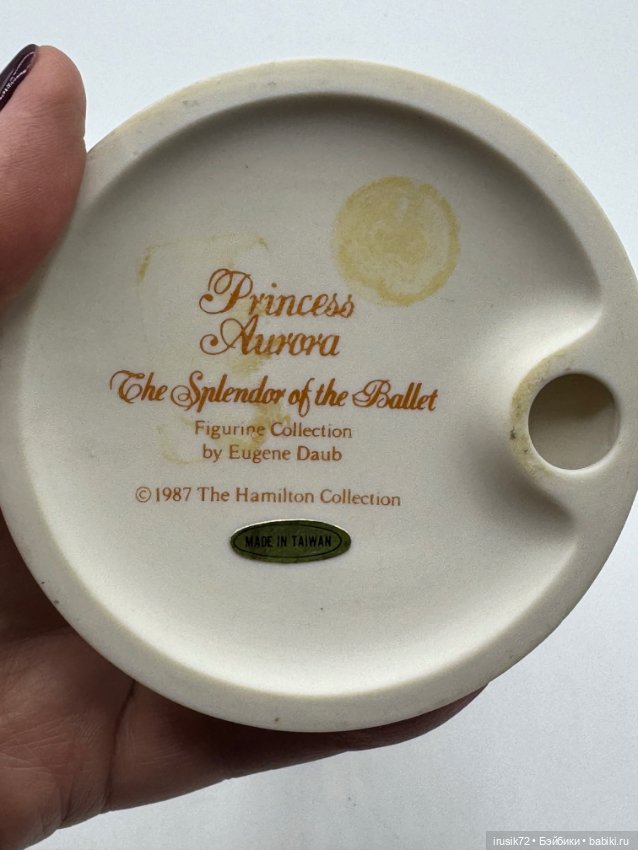 Princess
Aurora
The Splendor of the Ballet
Figurine Collection
by Eugene Daub
©1987 The Hamilton Collection
MADE IN TAIWAN
irusik72 • Бэйбики • babiki.ru